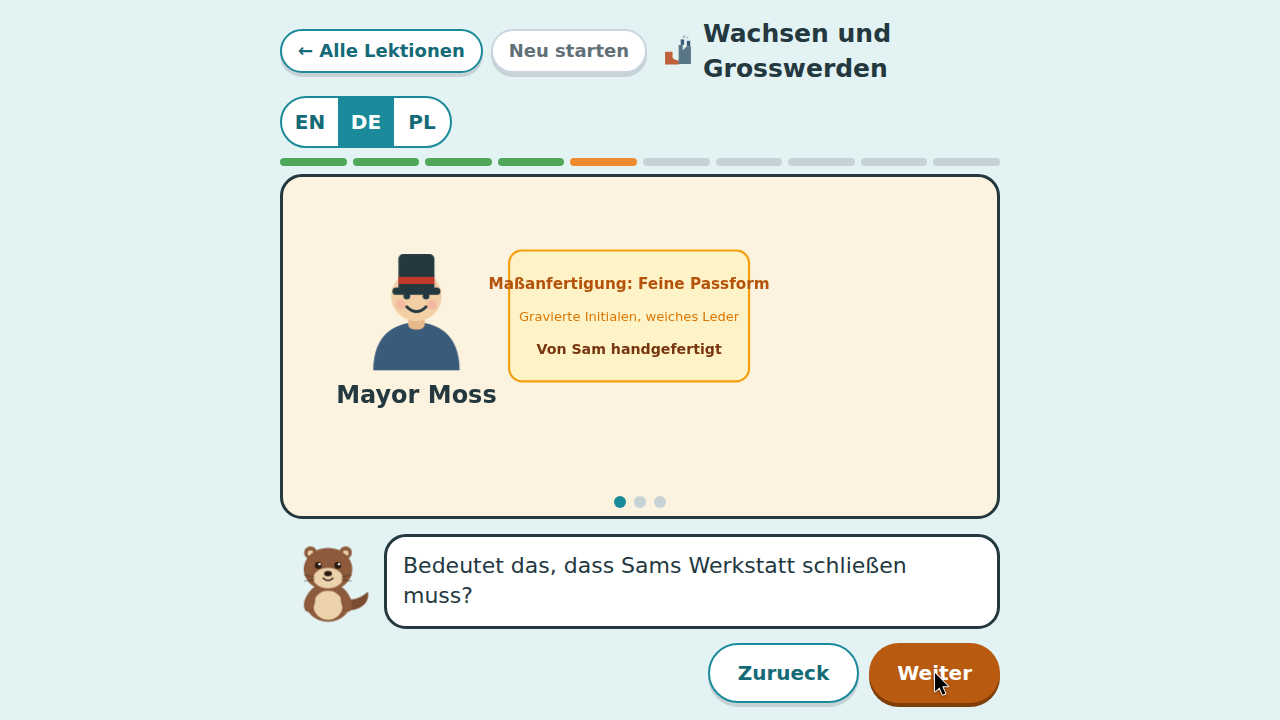 ← Alle Lektionen
Neu starten
Wachsen und
Grosswerden
EN DE PL
Maßanfertigung: Feine Passform
Gravierte Initialen, weiches Leder
Von Sam handgefertigt
Mayor Moss
Bedeutet das, dass Sams Werkstatt schließen
muss?
Zurueck
Weiter